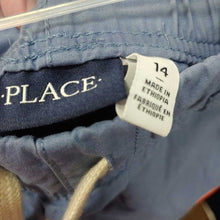 ·PLACE·
14
MADE IN
ETHIOPIA
FABRIQUÉ EN
ÉTHIOPIE